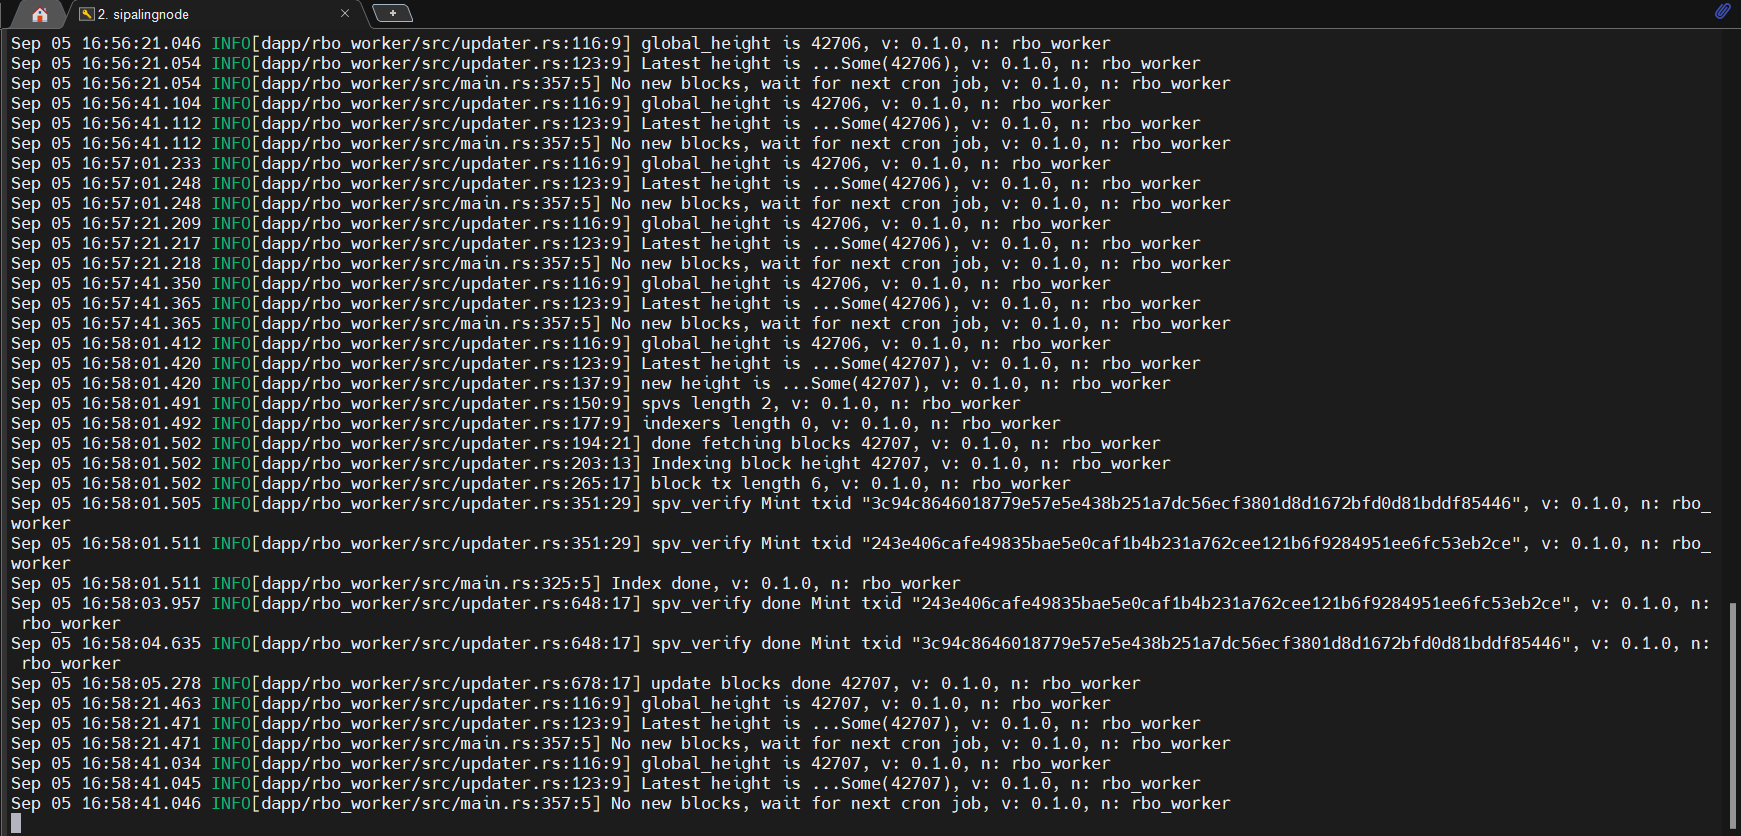 2. sipalingnode
Sep 05 16:56:21.046 INFO[dapp/rbo_worker/src/updater.rs:116:9] global_height is 42706, v: 0.1.0, n: rbo_worker
Sep 05 16:56:21.054 INFO[dapp/rbo_worker/src/updater.rs:123:9] Latest height is ...Some(42706), v: 0.1.0, n: rbo_worker
Sep 05 16:56:21.054 INFO[dapp/rbo_worker/src/main.rs:357:5] No new blocks, wait for next cron job, v: 0.1.0, n: rbo_worker
Sep 05 16:56:41.104 INFO[dapp/rbo_worker/src/updater.rs:116:9] global_height is 42706, v: 0.1.0, n: rbo_worker
Sep 05 16:56:41.112 INFO[dapp/rbo_worker/src/updater.rs:123:9] Latest height is ...Some(42706), v: 0.1.0, n: rbo_worker
Sep 05 16:56:41.112 INFO[dapp/rbo_worker/src/main.rs:357:5] No new blocks, wait for next cron job, v: 0.1.0, n: rbo_worker
Sep 05 16:57:01.233 INFO[dapp/rbo_worker/src/updater.rs:116:9] global_height is 42706, v: 0.1.0, n: rbo_worker
Sep 05 16:57:01.248 INFO[dapp/rbo_worker/src/updater.rs:123:9] Latest height is ...Some(42706), v: 0.1.0, n: rbo_worker
Sep 05 16:57:01.248 INFO[dapp/rbo_worker/src/main.rs:357:5] No new blocks, wait for next cron job, v: 0.1.0, n: rbo_worker
Sep 05 16:57:21.209 INFO[dapp/rbo_worker/src/updater.rs:116:9] global_height is 42706, v: 0.1.0, n: rbo_worker
Sep 05 16:57:21.217 INFO[dapp/rbo_worker/src/updater.rs:123:9] Latest height is ...Some(42706), v: 0.1.0, n: rbo_worker
Sep 05 16:57:21.218 INFO[dapp/rbo_worker/src/main.rs:357:5] No new blocks, wait for next cron job, v: 0.1.0, n: rbo_worker
Sep 05 16:57:41.350 INFO[dapp/rbo_worker/src/updater.rs:116:9] global_height is 42706, v: 0.1.0, n: rbo_worker
Sep 05 16:57:41.365 INFO[dapp/rbo_worker/src/updater.rs:123:9] Latest height is ...Some(42706), v: 0.1.0, n: rbo_worker
Sep 05 16:57:41.365 INFO[dapp/rbo_worker/src/main.rs:357:5] No new blocks, wait for next cron job, v: 0.1.0, n: rbo_worker
Sep 05 16:58:01.412 INFO[dapp/rbo_worker/src/updater.rs:116:9] global_height is 42706, v: 0.1.0, n: rbo_worker
Sep 05 16:58:01.420 INFO[dapp/rbo_worker/src/updater.rs:123:9] Latest height is ...Some(42707), v: 0.1.0, n: rbo_worker
Sep 05 16:58:01.420 INFO[dapp/rbo_worker/src/updater.rs:137:9] new height is ...Some(42707), v: 0.1.0, n: rbo_worker
Sep 05 16:58:01.491 INFO[dapp/rbo_worker/src/updater.rs:150:9] spvs length 2, v: 0.1.0, n: rbo_worker
Sep 05 16:58:01.492 INFO[dapp/rbo_worker/src/updater.rs:177:9] indexers length 0, v: 0.1.0, n: rbo_worker
Sep 05 16:58:01.502 INFO[dapp/rbo_worker/src/updater.rs:194:21] done fetching blocks 42707, v: 0.1.0, n: rbo_worker
Sep 05 16:58:01.502 INFO[dapp/rbo_worker/src/updater.rs:203:13] Indexing block height 42707, v: 0.1.0, n: rbo_worker
Sep 05 16:58:01.502 INFO[dapp/rbo_worker/src/updater.rs:265:17] block tx length 6, v: 0.1.0, n: rbo_worker
Sep 05 16:58:01.505 INFO[dapp/rbo_worker/src/updater.rs:351:29] spv_verify Mint txid "3c94c8646018779e57e5e438b251a7dc56ecf3801d8d1672bfd0d81bddf85446", v: 0.1.0, n: rbo_
worker
Sep 05 16:58:01.511 INFO[dapp/rbo_worker/src/updater.rs:351:29] spv_verify Mint txid "243e406cafe49835bae5e0caf1b4b231a762cee121b6f9284951ee6fc53eb2ce", v: 0.1.0, n: rbo_
worker
Sep 05 16:58:01.511 INFO[dapp/rbo_worker/src/main.rs:325:5] Index done, v: 0.1.0, n: rbo_worker
Sep 05 16:58:03.957 INFO[dapp/rbo_worker/src/updater.rs:648:17] spv_verify done Mint txid "243e406cafe49835bae5e0caf1b4b231a762cee121b6f9284951ee6fc53eb2ce", v: 0.1.0, n:
rbo_worker
Sep 05 16:58:04.635 INFO[dapp/rbo_worker/src/updater.rs:648:17] spv_verify done Mint txid "3c94c8646018779e57e5e438b251a7dc56ecf3801d8d1672bfd0d81bddf85446", v: 0.1.0, n:
rbo_worker
Sep 05 16:58:05.278 INFO[dapp/rbo_worker/src/updater.rs:678:17] update blocks done 42707, v: 0.1.0, n: rbo_worker
Sep 05 16:58:21.463 INFO[dapp/rbo_worker/src/updater.rs:116:9] global_height is 42707, v: 0.1.0, n: rbo_worker
Sep 05 16:58:21.471 INFO[dapp/rbo_worker/src/updater.rs:123:9] Latest height is ...Some(42707), v: 0.1.0, n: rbo_worker
Sep 05 16:58:21.471 INFO[dapp/rbo_worker/src/main.rs:357:5] No new blocks, wait for next cron job, v: 0.1.0, n: rbo_worker
Sep 05 16:58:41.034 INFO[dapp/rbo_worker/src/updater.rs:116:9] global_height is 42707, v: 0.1.0, n: rbo_worker
Sep 05 16:58:41.045 INFO[dapp/rbo_worker/src/updater.rs:123:9] Latest height is ...Some(42707), v: 0.1.0, n: rbo_worker
Sep 05 16:58:41.046 INFO[dapp/rbo_worker/src/main.rs:357:5] No new blocks, wait for next cron job, v: 0.1.0, n: rbo_worker